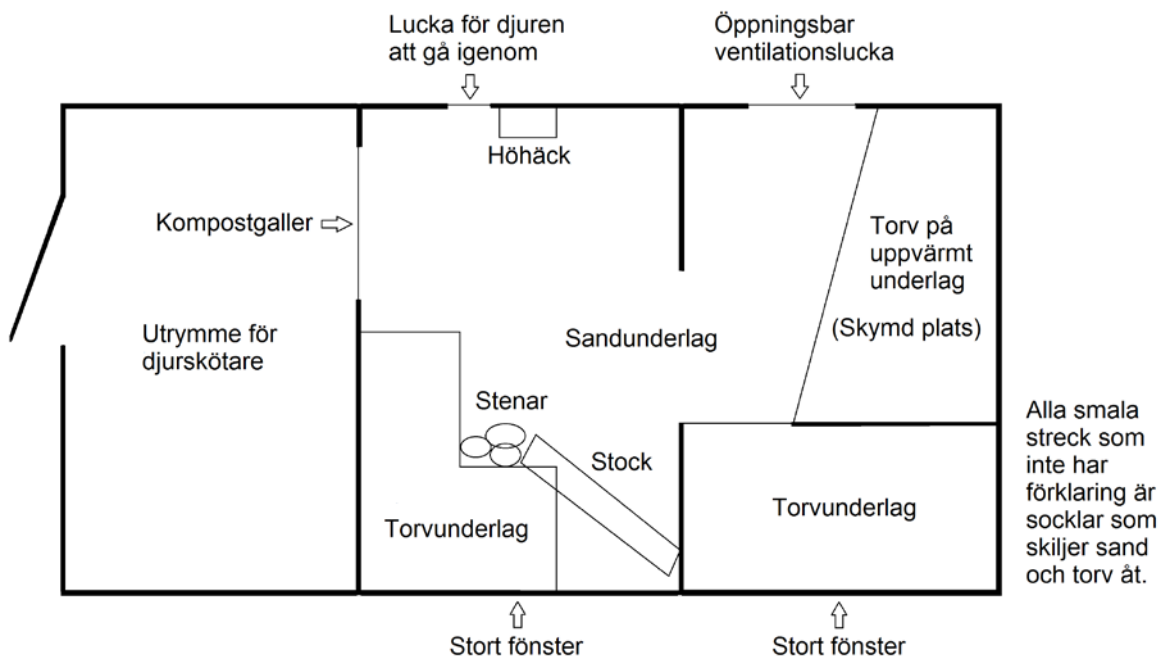 Lucka för djuren
att gå igenom
Öppningsbar
ventilationslucka
Höhäck
Kompostgaller
Torv på
uppvärmt
underlag
(Skymd plats)
Utrymme för
djurskötare
Sandunderlag
Stenar
Stock
Torvunderlag
Torvunderlag
Alla smala
streck som
inte har
förklaring är
socklar som
skiljer sand
och torv åt.
Stort fönster
Stort fönster